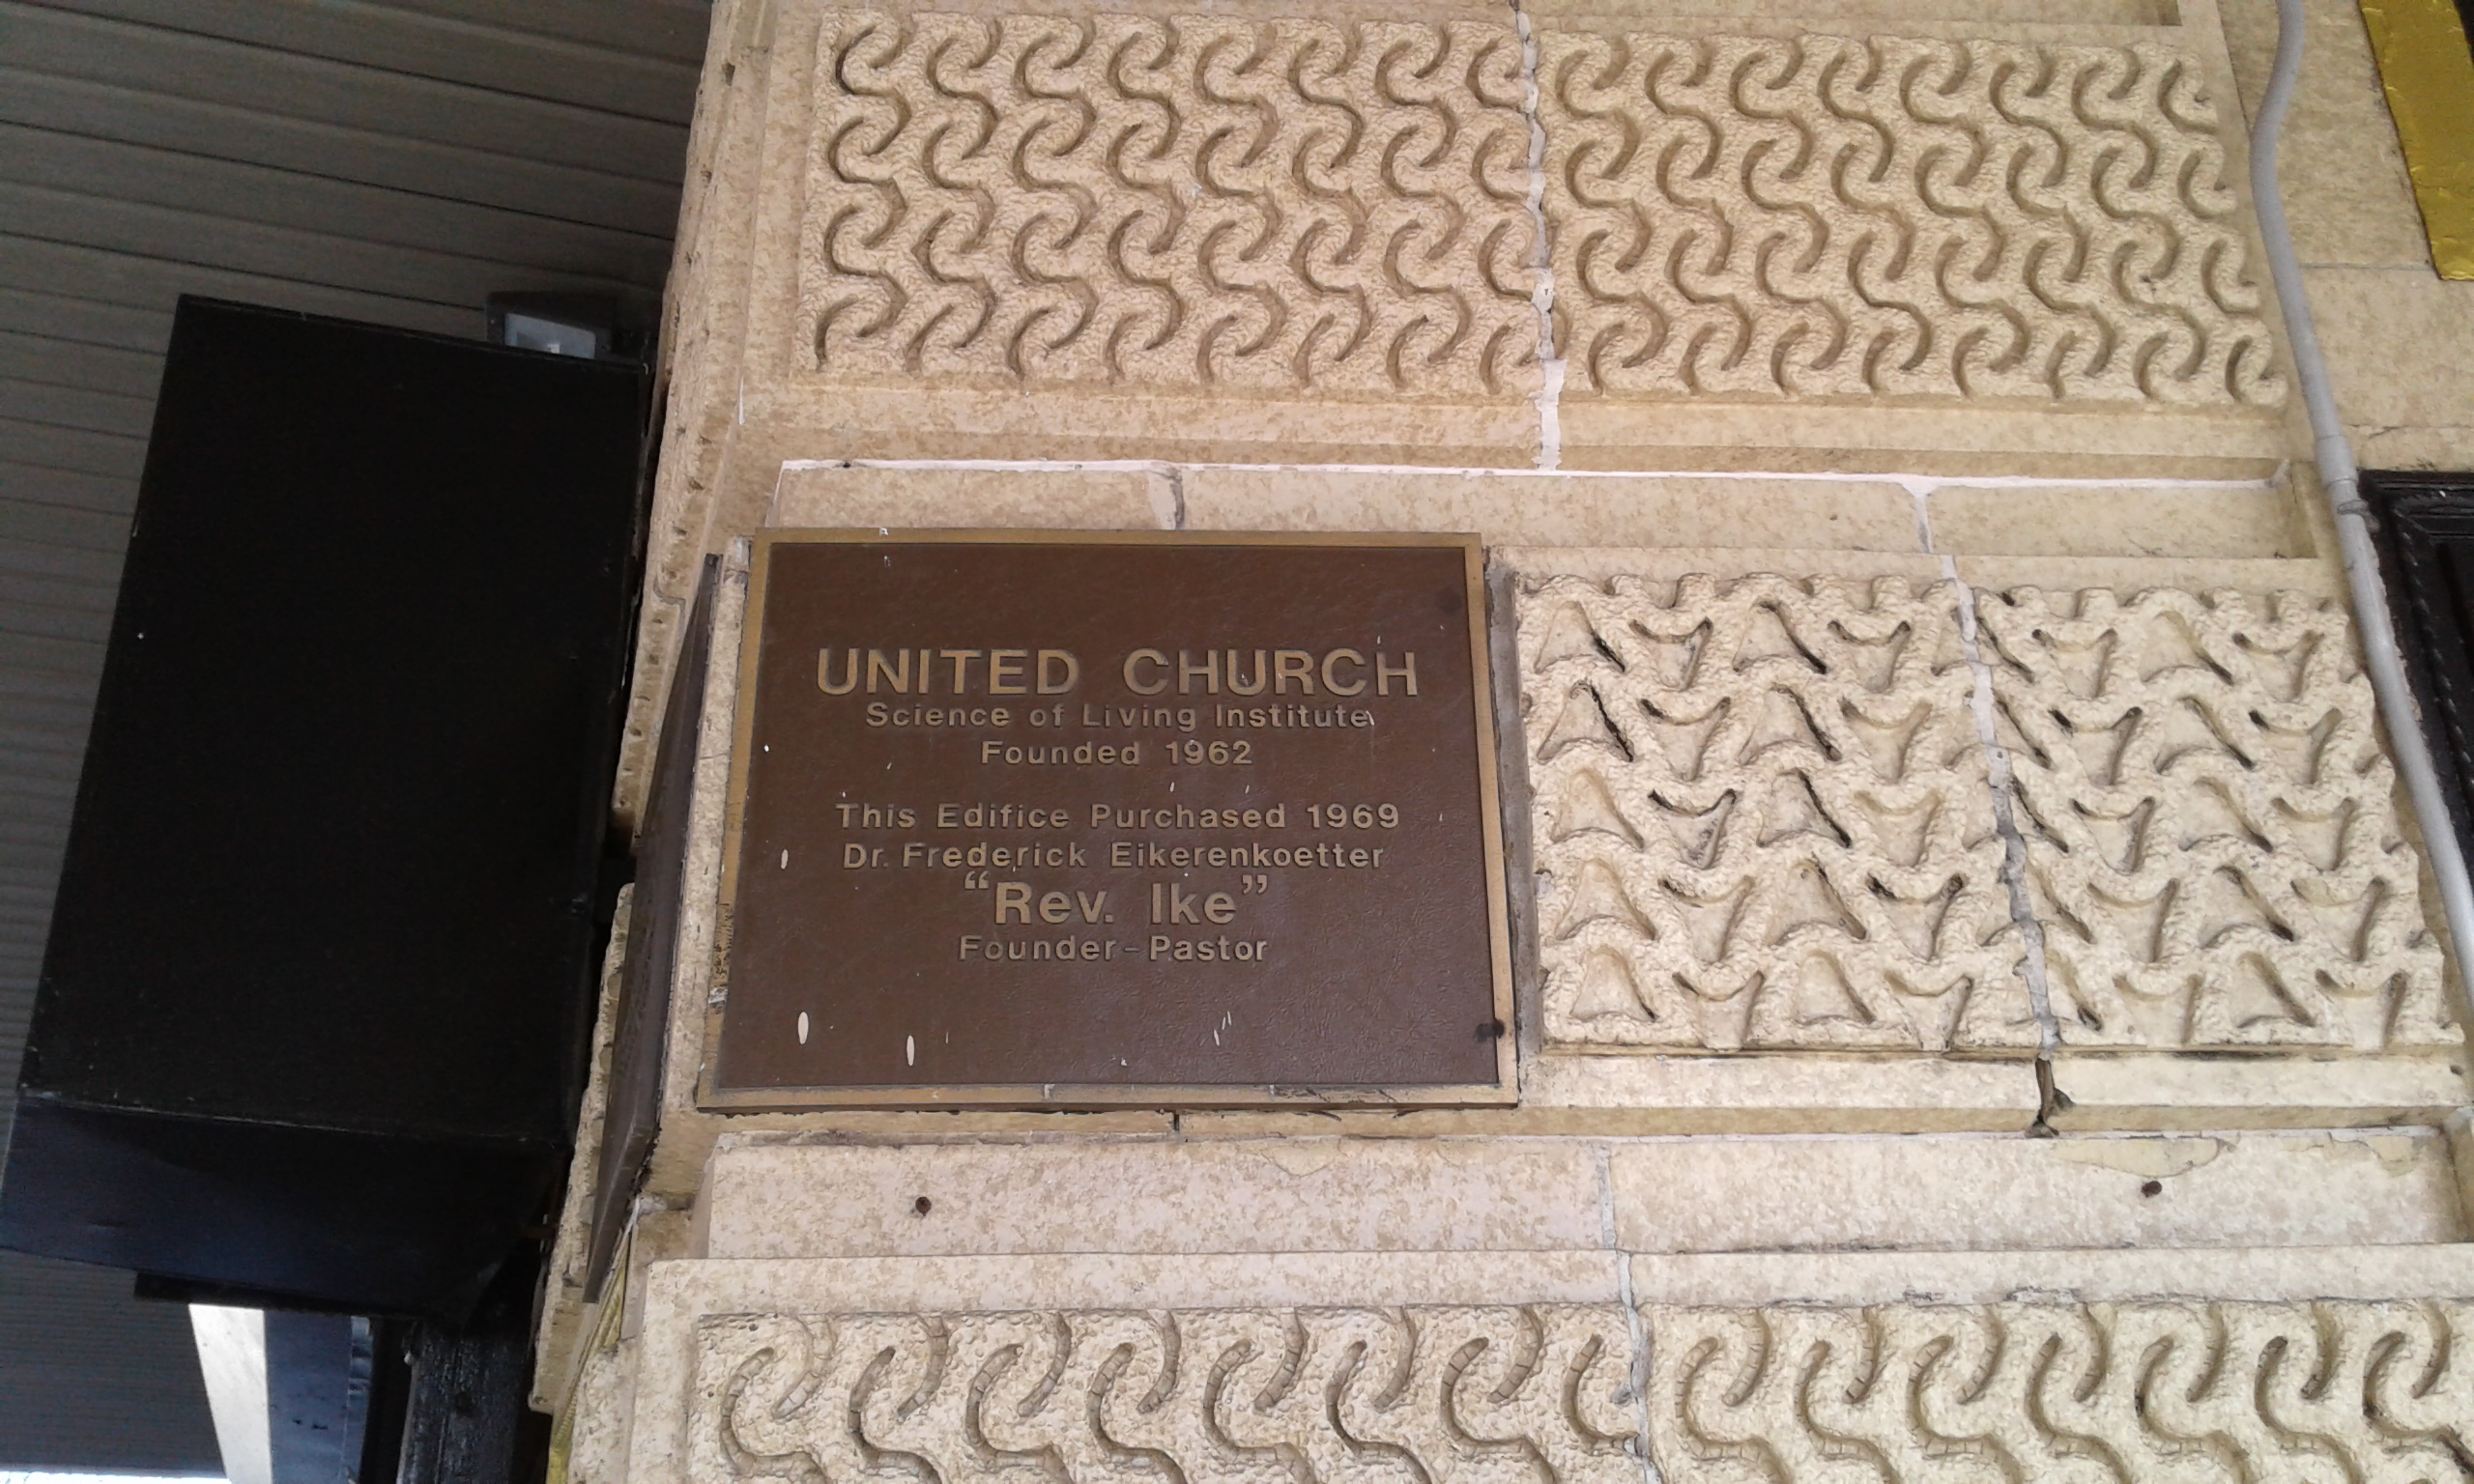 UNITED CHURCH
Science of Living Institute
Founded 1962
This Edifice Purchased 1969
Dr. Frederick Eikerenkoetter
“Rev. Ike”
Founder - Pastor